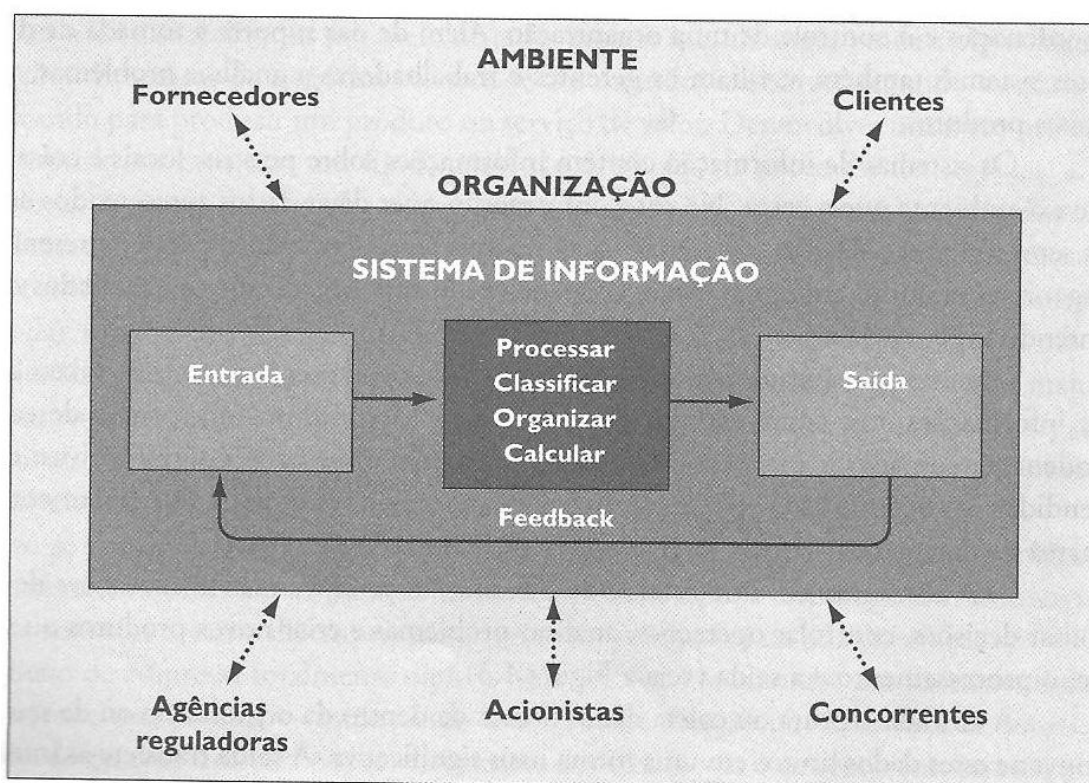 AMBIENTE
Fornecedores
Clientes
ORGANIZAÇÃO
SISTEMA DE INFORMAÇÃO
Entrada
Processar
Classificar
Organizar
Calcular
Saída
Feedback
Agências
reguladoras
Acionistas
Concorrentes